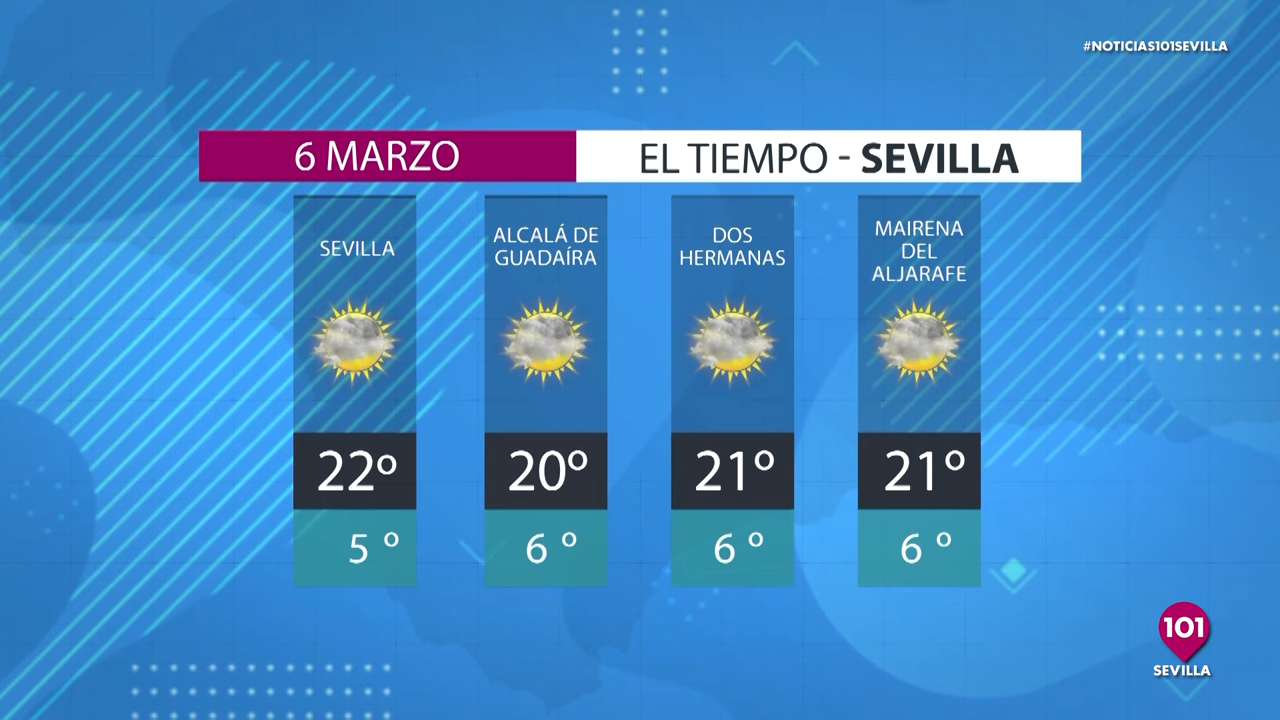 #NOTICIAS101SEVILLA
6 MARZO
EL TIEMPO - SEVILLA
SEVILLA
22º
5 º
ALCALÁ DE
GUADAÍRA
20º
6 º
DOS
HERMANAS
21º
6 º
MAIRENA
DEL
ALJARAFE
21º
6 º
101
SEVILLA